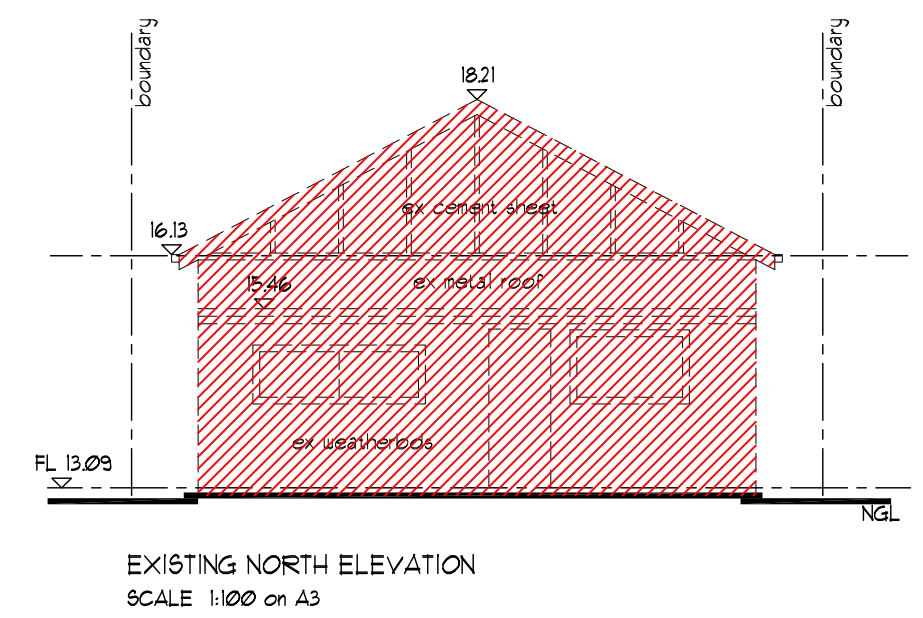 boundary
boundary
18.21
ex cement sheet
16.13
15.46
ex metal roof
ex weatherbds
FL 13.09
NGL
EXISTING NORTH ELEVATION
SCALE 1:100 on A3